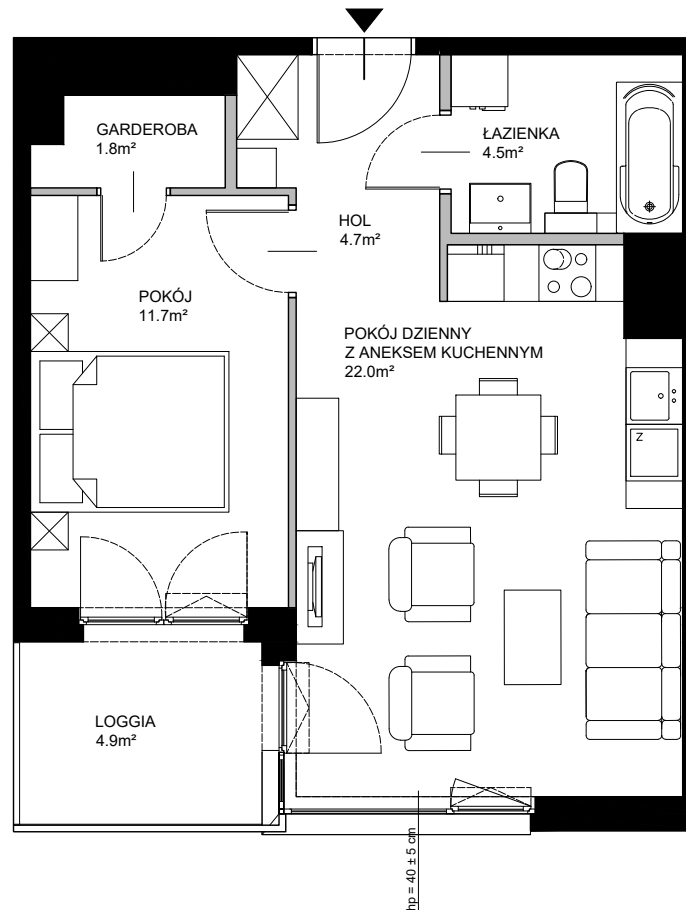 GARDEROBA
1.8m²
ŁAZIENKA
4.5m²
HOL
4.7m²
POKÓJ
11.7m²
POKÓJ DZIENNY
Z ANEKSEM KUCHENNYM
22.0m²
Z
LOGGIA
4.9m²
hp = 40 ± 5 cm